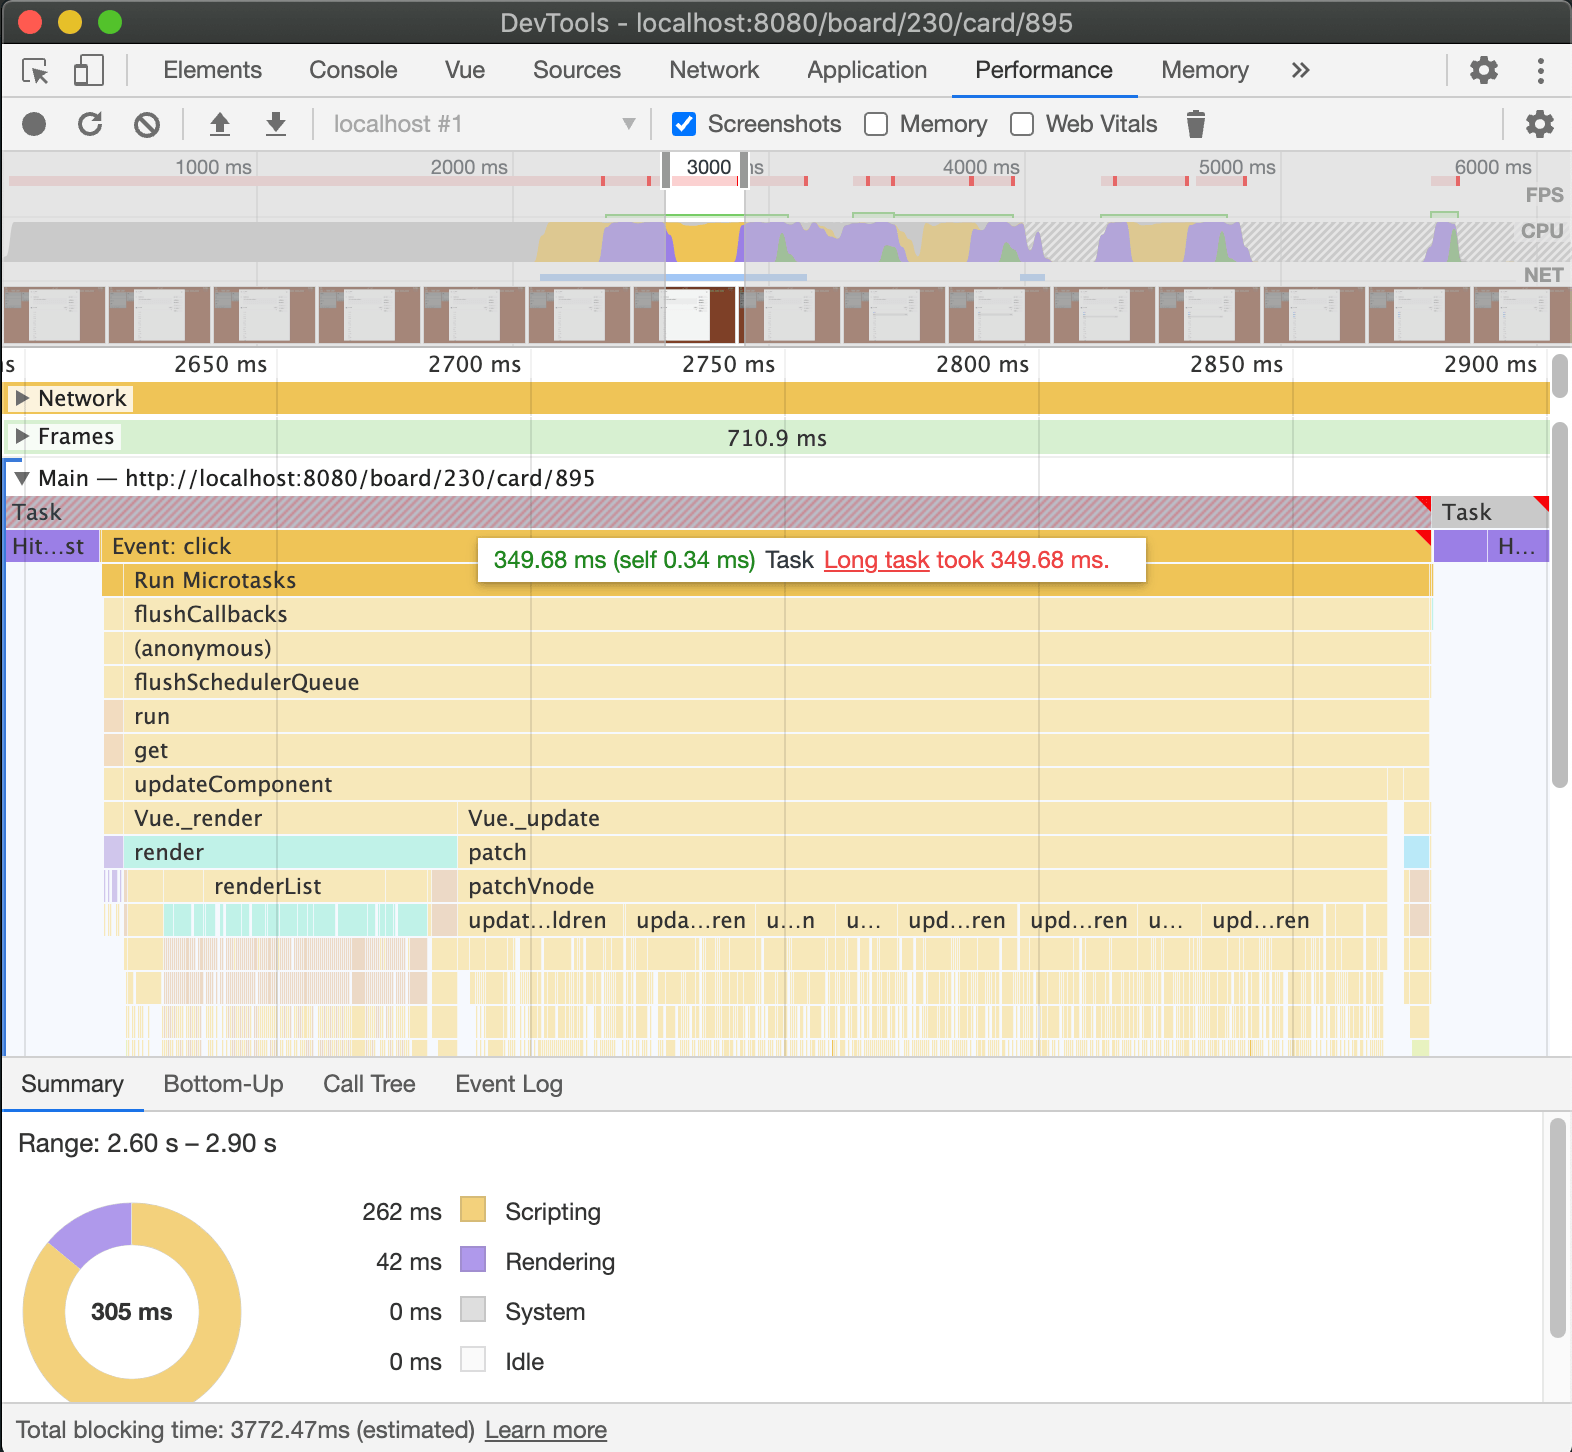 DevTools - localhost:8080/board/230/card/895
Elements Console Vue Sources Network Application Performance Memory »
localhost #1 Screenshots Memory Web Vitals
1000 ms 2000 ms 3000 ms 4000 ms 5000 ms 6000 ms
FPS
CPU
NET
s 2650 ms 2700 ms 2750 ms 2800 ms 2850 ms 2900 ms
Network
Frames 710.9 ms
Main — http://localhost:8080/board/230/card/895
Task Task
Hit…st Event: click H…
349.68 ms (self 0.34 ms) Task Long task took 349.68 ms.
Run Microtasks
flushCallbacks
(anonymous)
flushSchedulerQueue
run
get
updateComponent
Vue._render Vue._update
render patch
renderList patchVnode
updat…ldren upda…ren u…n u… upd…ren upd…ren u… upd…ren
Summary Bottom-Up Call Tree Event Log
Range: 2.60 s – 2.90 s
262 ms Scripting
42 ms Rendering
305 ms
0 ms System
0 ms Idle
Total blocking time: 3772.47ms (estimated) Learn more